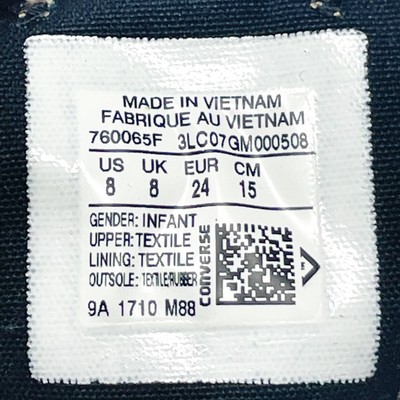 MADE IN VIETNAM
FABRIQUE AU VIETNAM
760065F 3LC07GM000508
US UK EUR CM
8 8 24 15
GENDER: INFANT
UPPER: TEXTILE
LINING: TEXTILE
OUTSOLE: TEXTILE/RUBBER
CONVERSE
9A 1710 M88